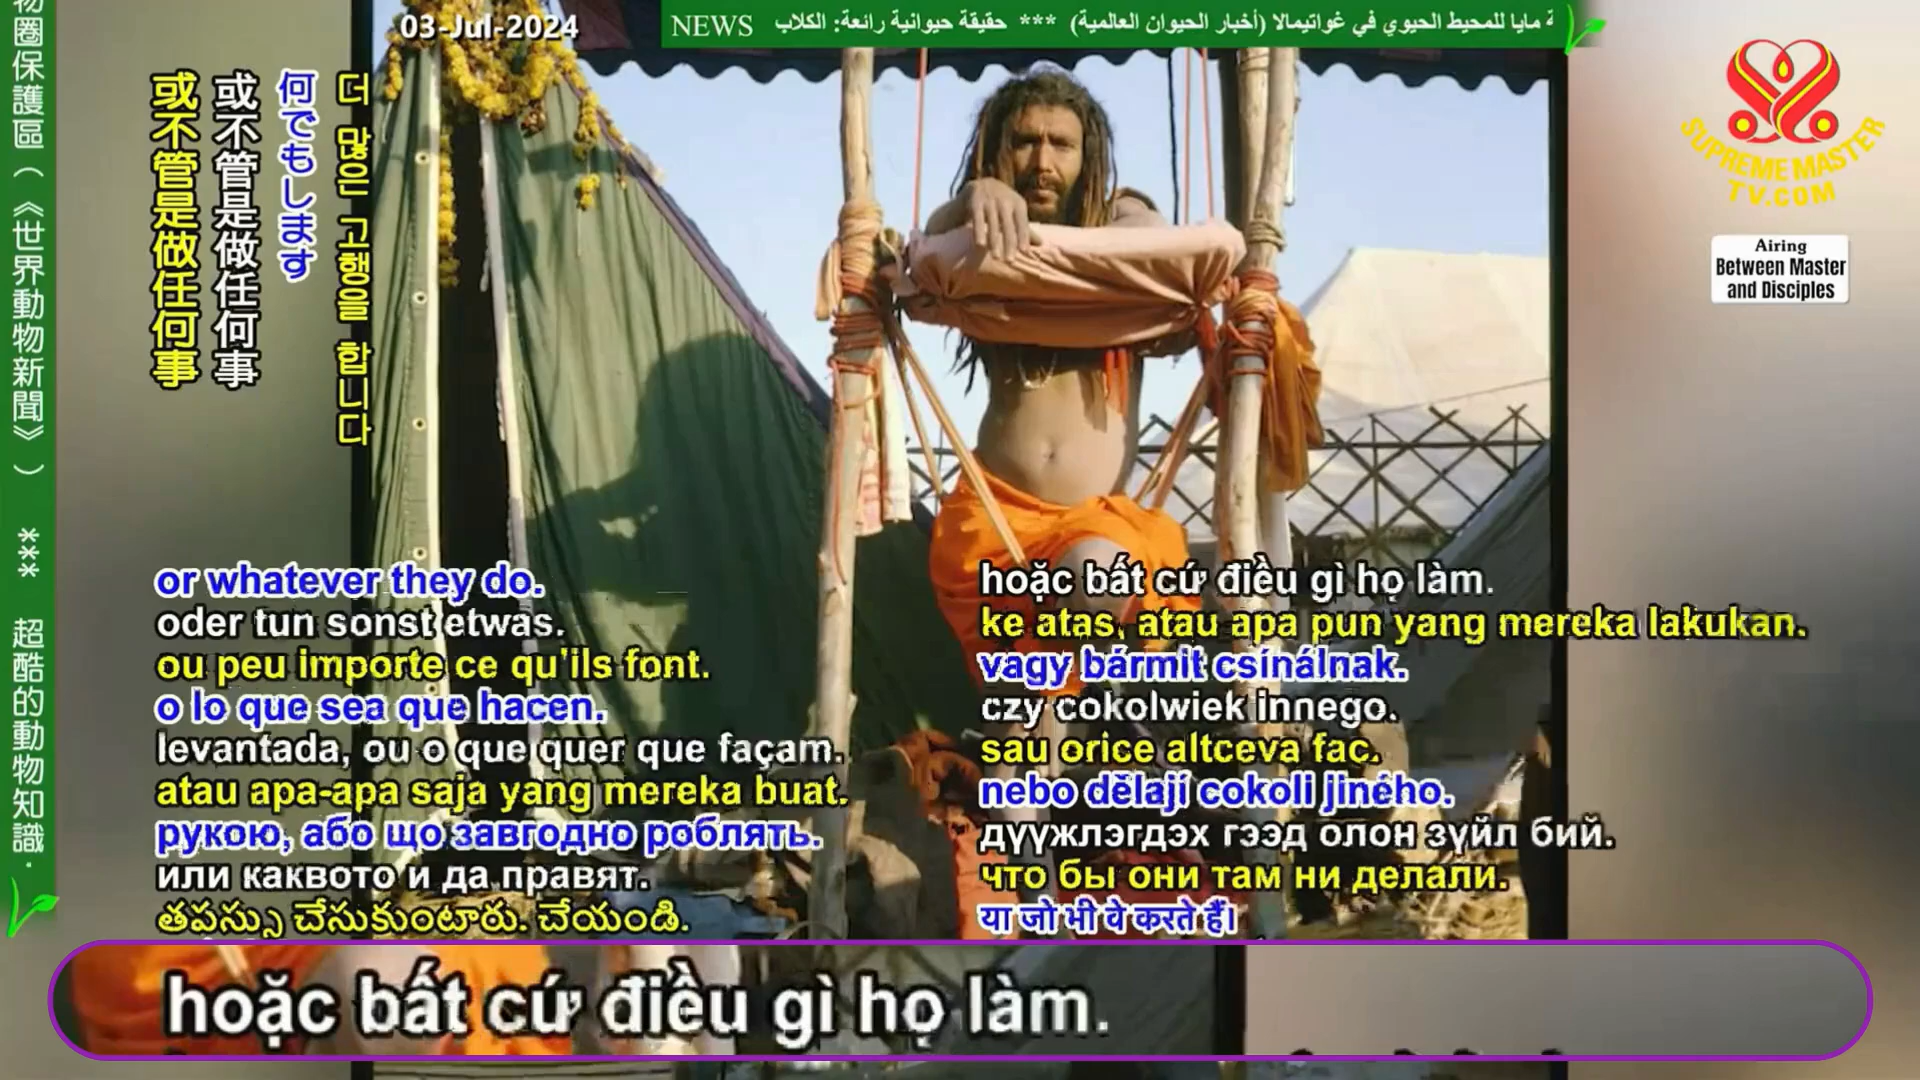 03-Jul-2024
NEWS
ة مايا للمحيط الحيوي في غواتيمالا (أخبار الحيوان العالمية) *** حقيقة حيوانية رائعة: الكلاب
SUPREME MASTER
TV.COM
Airing
Between Master
and Disciples
物圈保護區（《世界動物新聞》） *** 超酷的動物知識：
더 많은 고행을 합니다
何でもします
或不管是做任何事
或不管是做任何事
or whatever they do.
oder tun sonst etwas.
ou peu importe ce qu'ils font.
o lo que sea que hacen.
levantada, ou o que quer que façam.
atau apa-apa saja yang mereka buat.
рукою, або що завгодно роблять.
или каквото и да правят.
తపస్సు చేసుకుంటారు. చేయండి.
hoặc bất cứ điều gì họ làm.
ke atas, atau apa pun yang mereka lakukan.
vagy bármit csínálnak.
czy cokolwiek innego.
sau orice altceva fac.
nebo dělají cokoli jiného.
дүүжлэгдэх гээд олон зүйл бий.
что бы они там ни делали.
या जो भी वे करते हैं।
hoặc bất cứ điều gì họ làm.